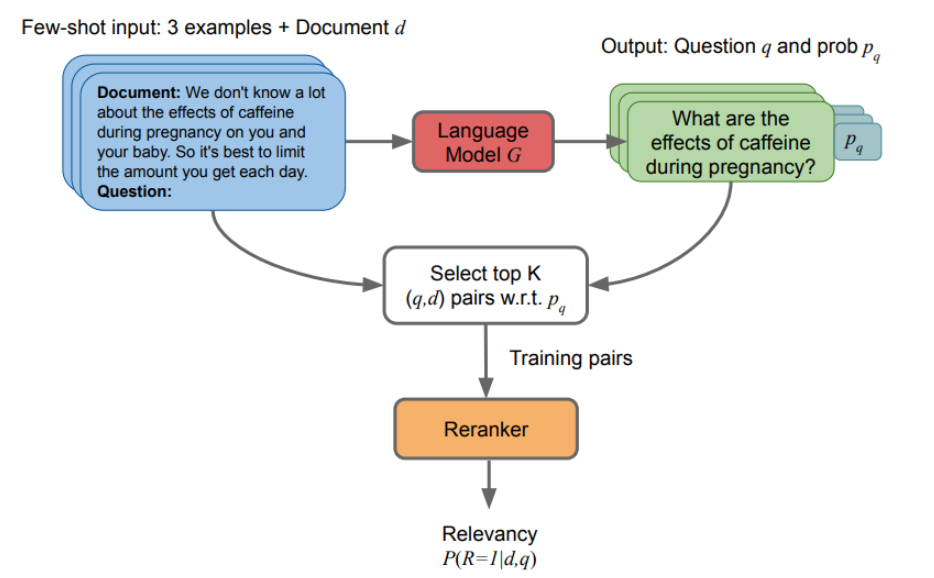 Few-shot input: 3 examples + Document d
Output: Question q and prob p_q
Document: We don't know a lot
about the effects of caffeine
during pregnancy on you and
your baby. So it's best to limit
the amount you get each day.
Question:
Language
Model G
What are the
effects of caffeine
during pregnancy?
p_q
Select top K
(q,d) pairs w.r.t. p_q
Training pairs
Reranker
Relevancy
P(R=1|d,q)